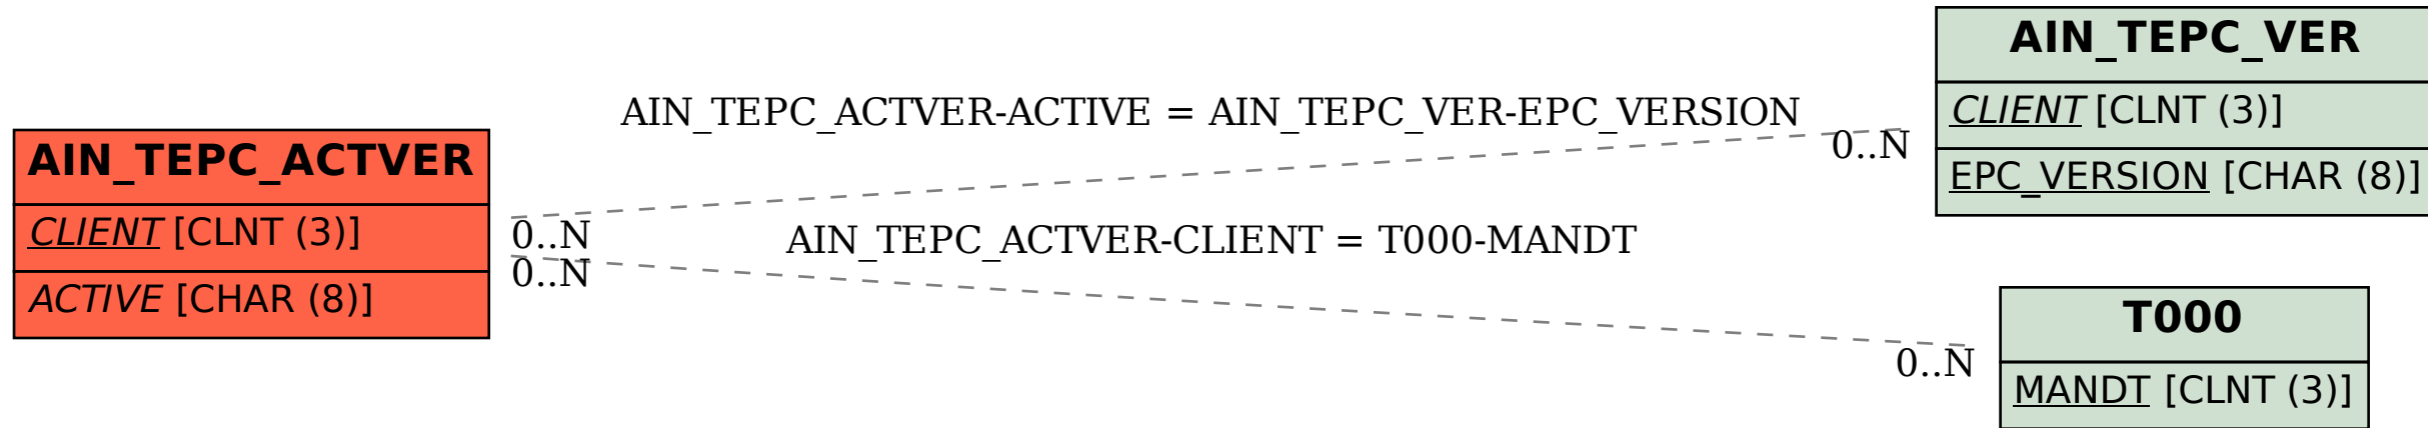 AIN_TEPC_ACTVER
CLIENT [CLNT (3)]
ACTIVE [CHAR (8)]
AIN_TEPC_ACTVER-ACTIVE = AIN_TEPC_VER-EPC_VERSION
0..N
0..N
AIN_TEPC_ACTVER-CLIENT = T000-MANDT
0..N
0..N
AIN_TEPC_VER
CLIENT [CLNT (3)]
EPC_VERSION [CHAR (8)]
T000
MANDT [CLNT (3)]